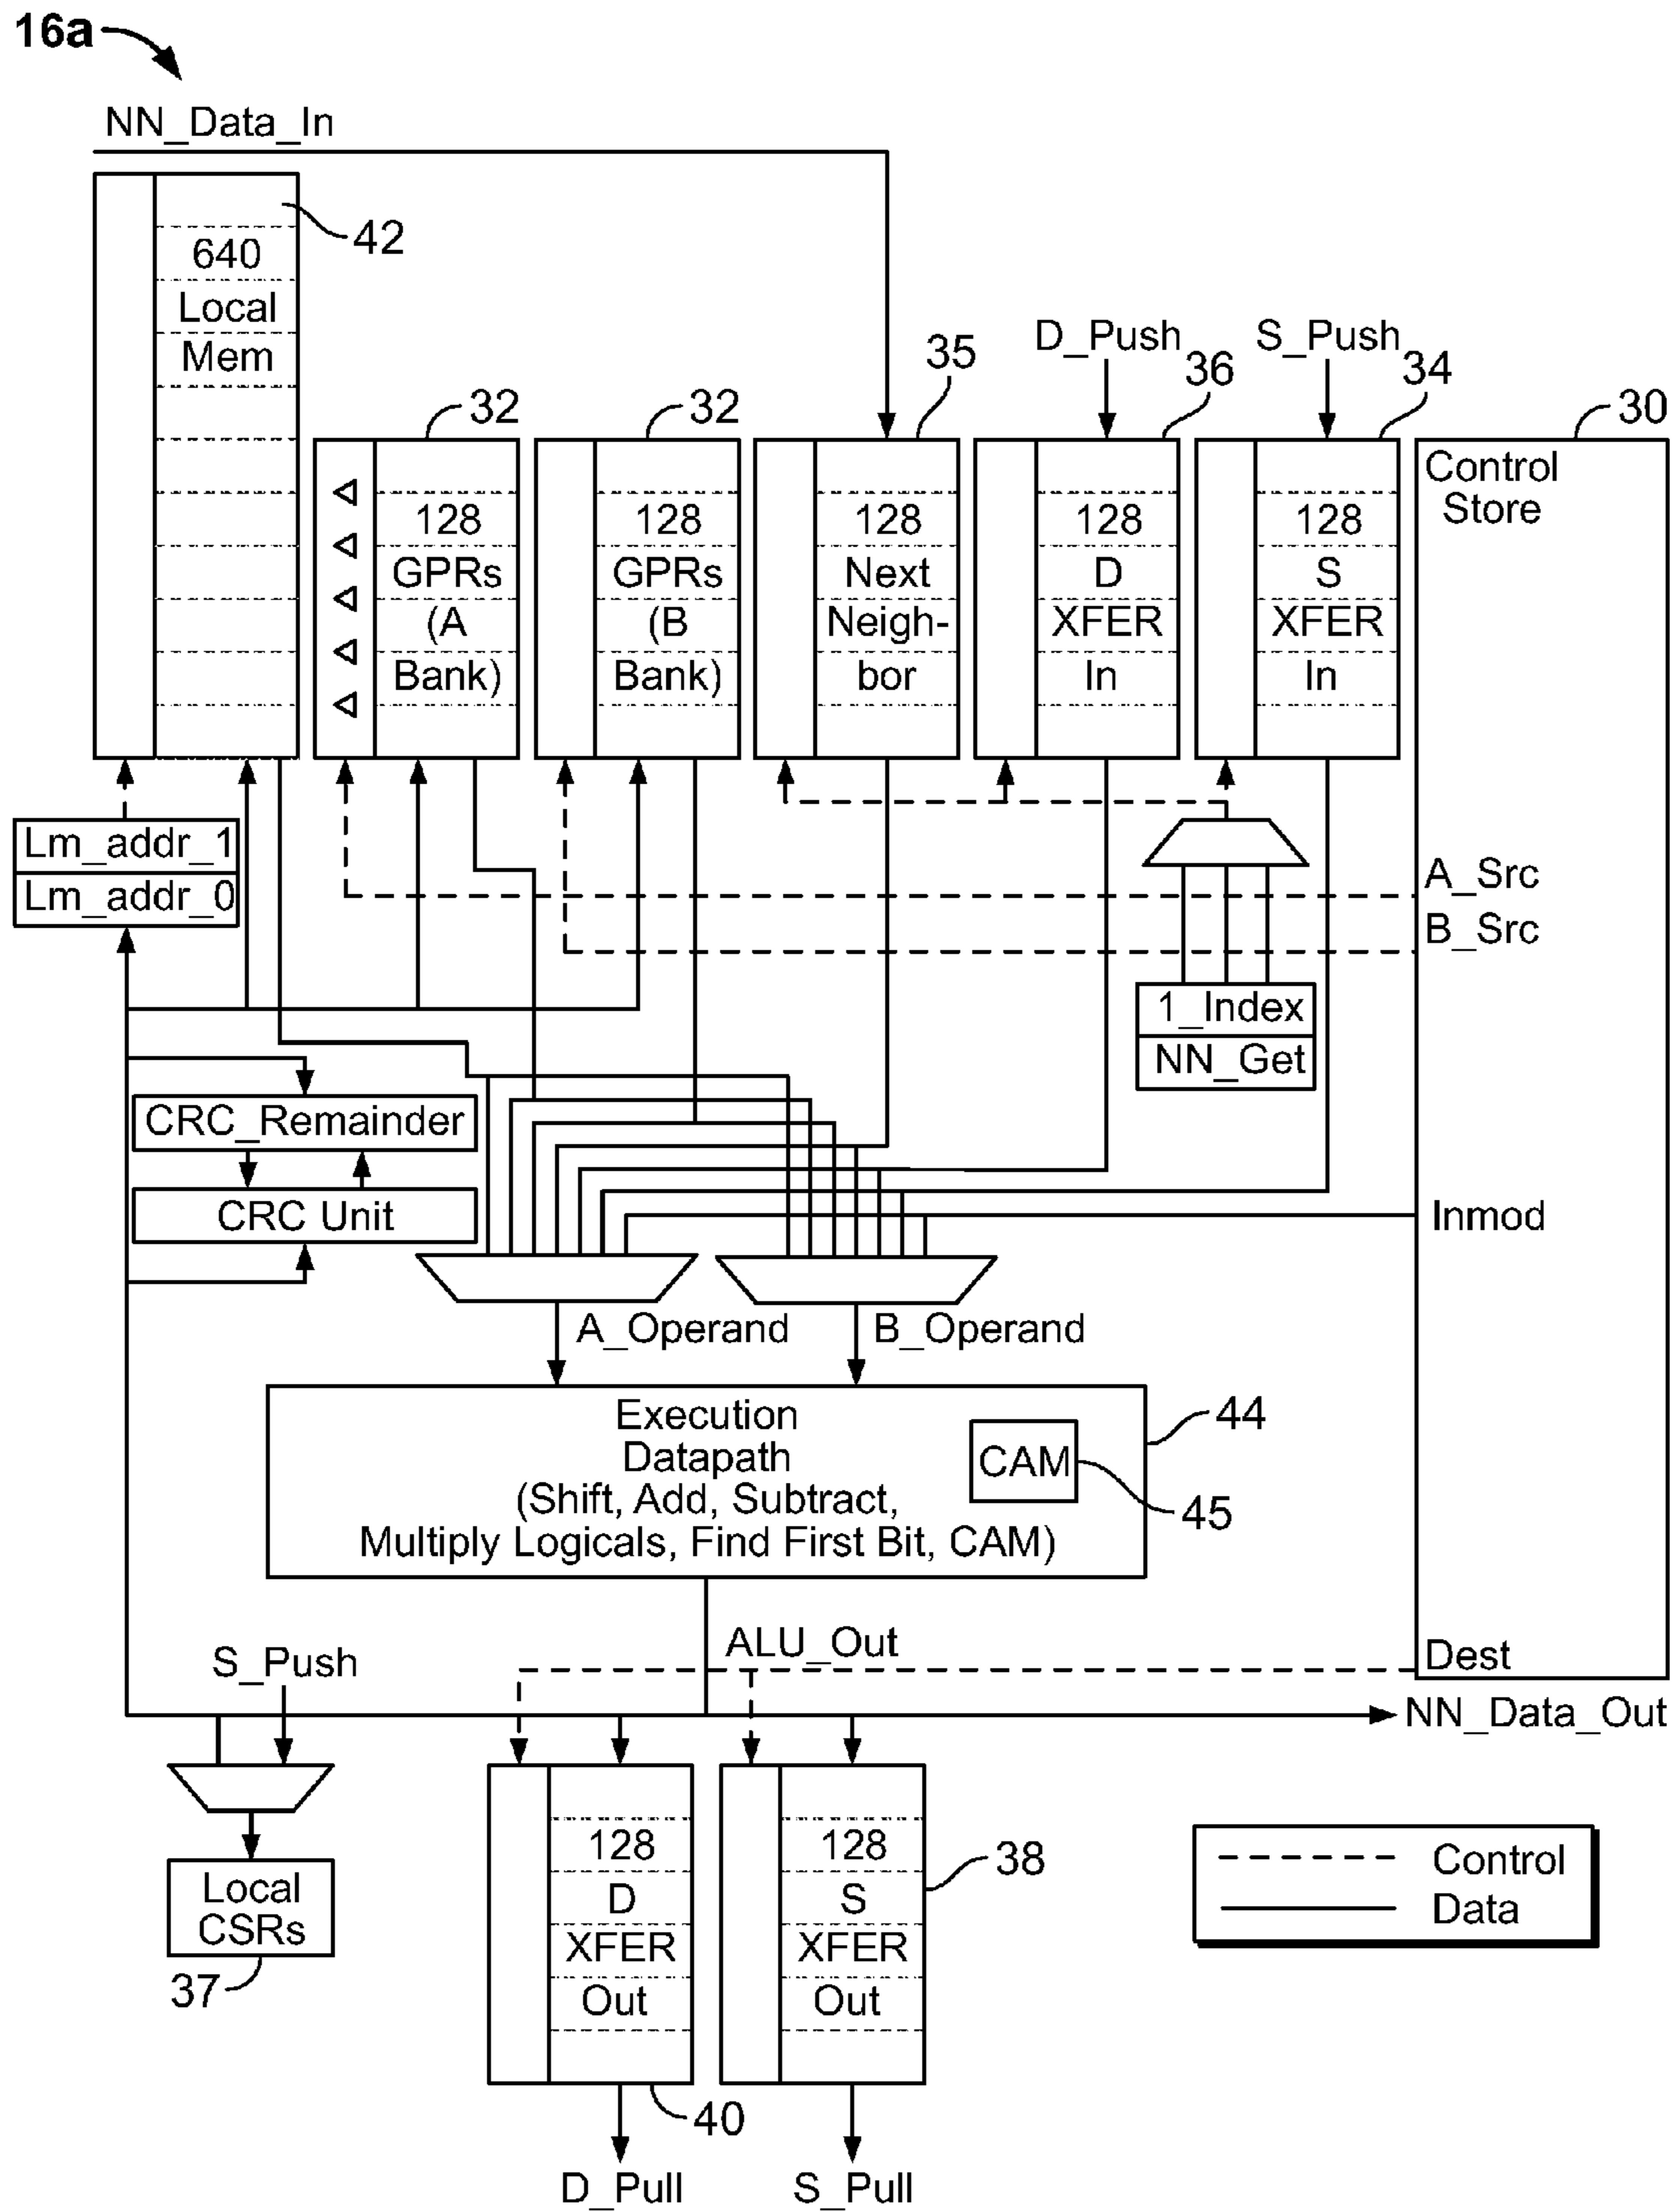 16a
NN_Data_In
42
640
Local
Mem
32
32
35
D_Push
36
S_Push
34
30
128
GPRs
(A
Bank)
128
GPRs
(B
Bank)
128
Next
Neigh-
bor
128
D
XFER
In
128
S
XFER
In
Control
Store
Lm_addr_1
Lm_addr_0
A_Src
B_Src
1_Index
NN_Get
CRC_Remainder
CRC Unit
Inmod
A_Operand
B_Operand
Execution
Datapath
(Shift, Add, Subtract,
Multiply Logicals, Find First Bit, CAM)
CAM
44
45
ALU_Out
Dest
S_Push
NN_Data_Out
Local
CSRs
37
128
D
XFER
Out
128
S
XFER
Out
38
40
D_Pull
S_Pull
Control
Data